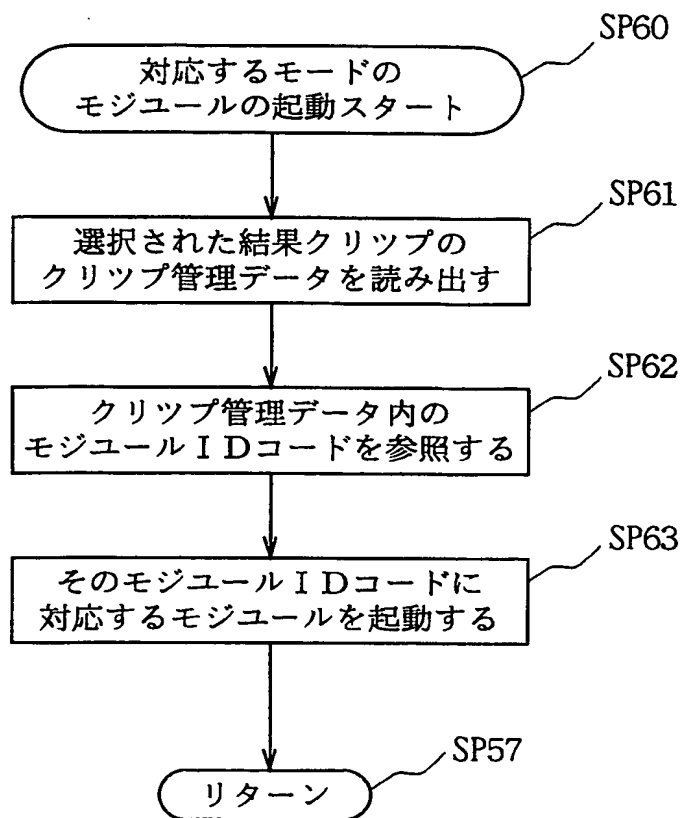 SP60
対応するモードの
モジユールの起動スタート
SP61
選択された結果クリツプの
クリツプ管理データを読み出す
SP62
クリツプ管理データ内の
モジユールＩＤコードを参照する
SP63
そのモジユールＩＤコードに
対応するモジユールを起動する
SP57
リターン